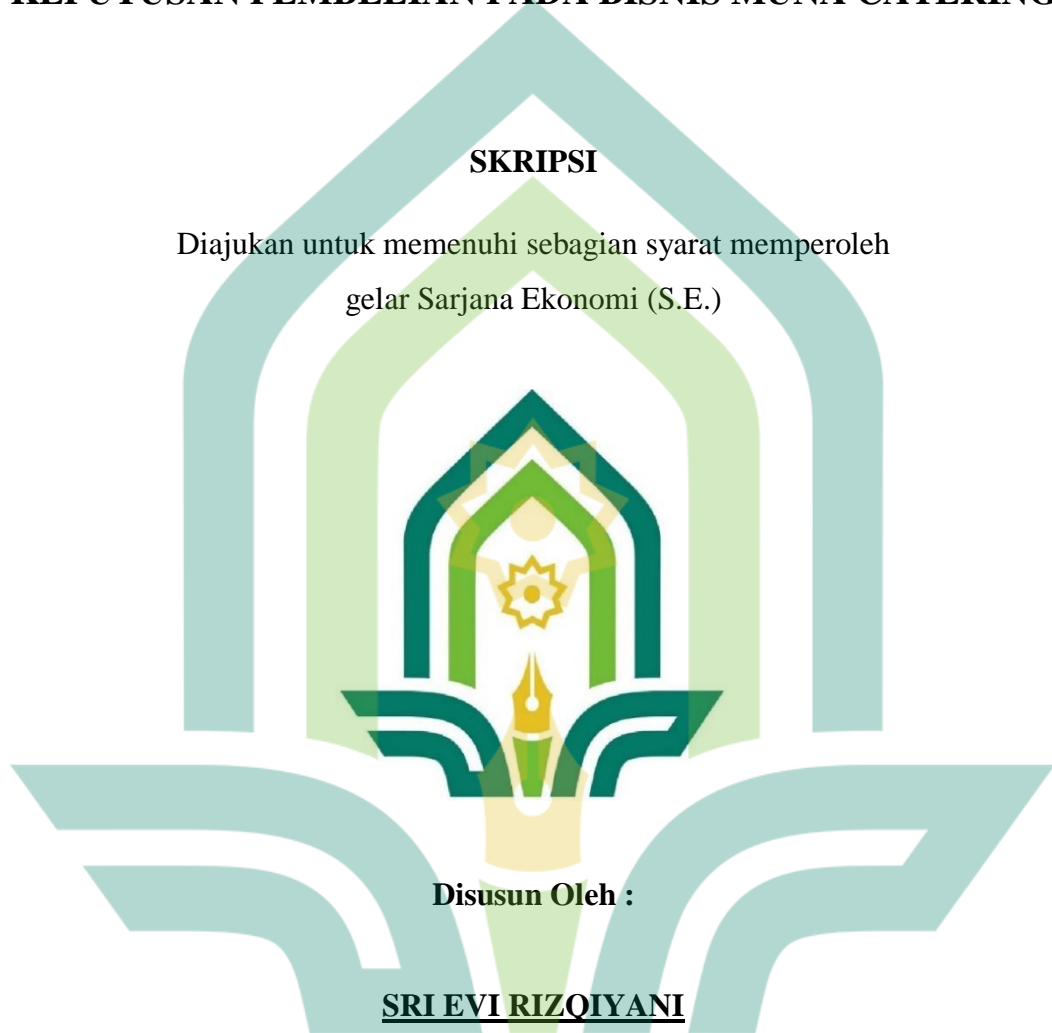 KEPUTUSAN PEMBELIAN PADA BISNIS MUNA CATERING
SKRIPSI
Diajukan untuk memenuhi sebagian syarat memperoleh
gelar Sarjana Ekonomi (S.E.)
Disusun Oleh :
SRI EVI RIZQIYANI